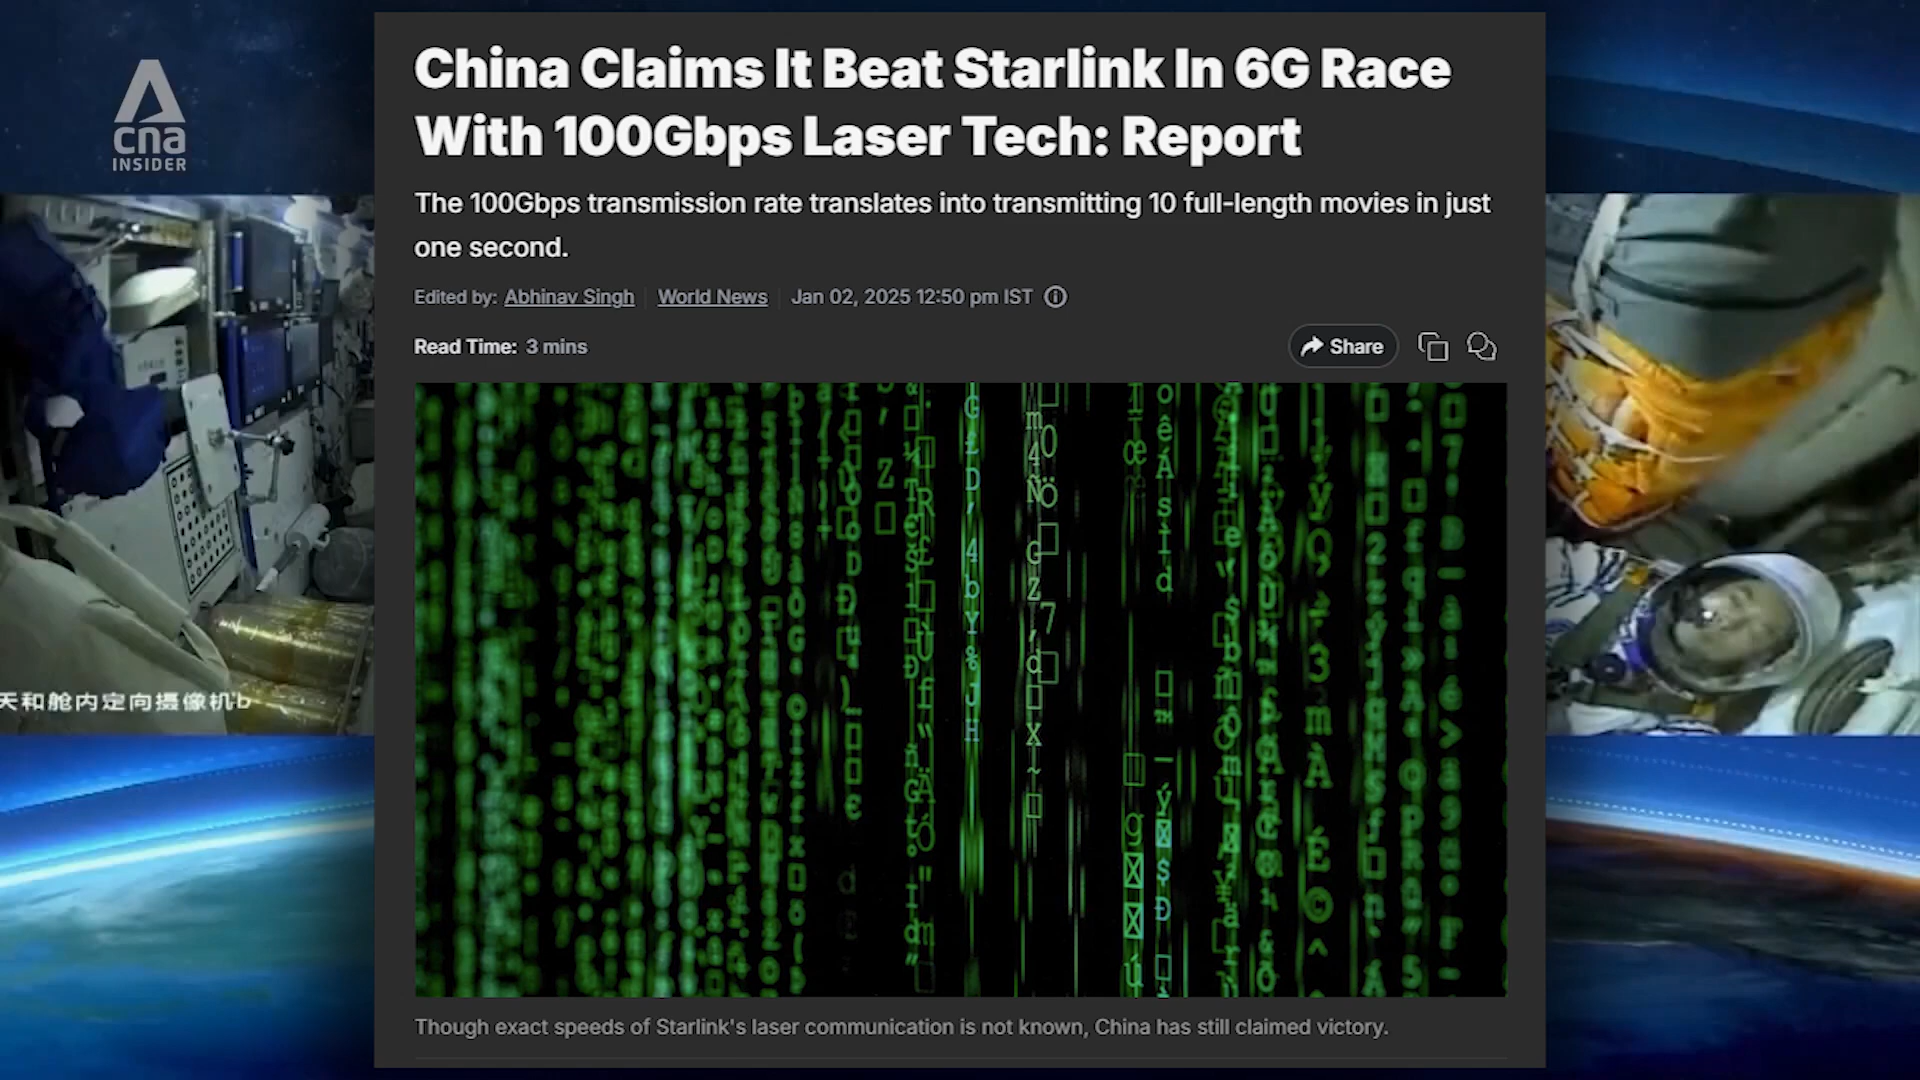 cna
INSIDER
China Claims It Beat Starlink In 6G Race
With 100Gbps Laser Tech: Report
The 100Gbps transmission rate translates into transmitting 10 full-length movies in just
one second.
Edited by: Abhinav Singh World News Jan 02, 2025 12:50 pm IST
Read Time: 3 mins
Share
天和舱内定向摄像机b
Though exact speeds of Starlink's laser communication is not known, China has still claimed victory.